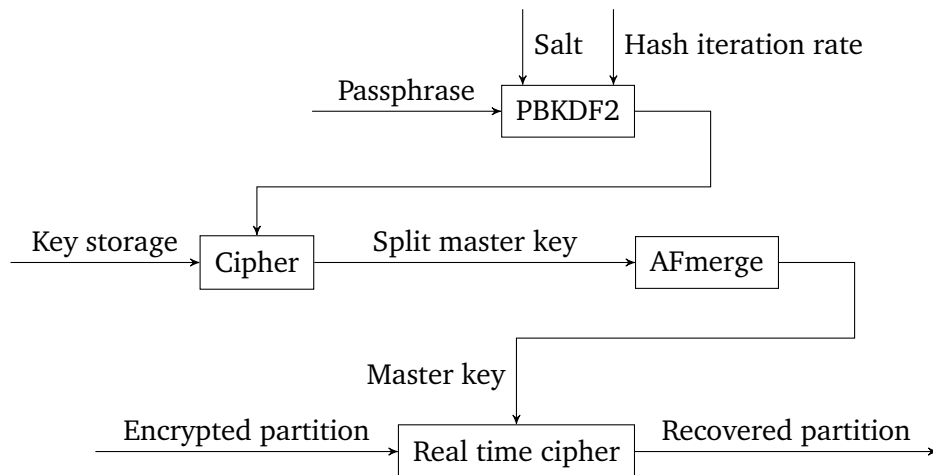 Salt
Hash iteration rate
Passphrase
PBKDF2
Key storage
Cipher
Split master key
AFmerge
Master key
Encrypted partition
Real time cipher
Recovered partition